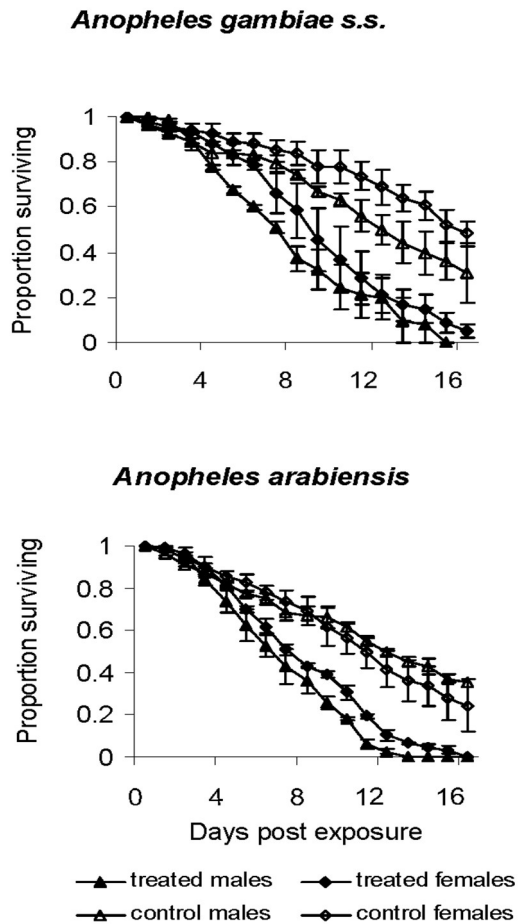 Anopheles gambiae s.s.
Proportion surviving
1
0.8
0.6
0.4
0.2
0
0 4 8 12 16
Anopheles arabiensis
Proportion surviving
1
0.8
0.6
0.4
0.2
0
0 4 8 12 16
Days post exposure
treated males treated females
control males control females